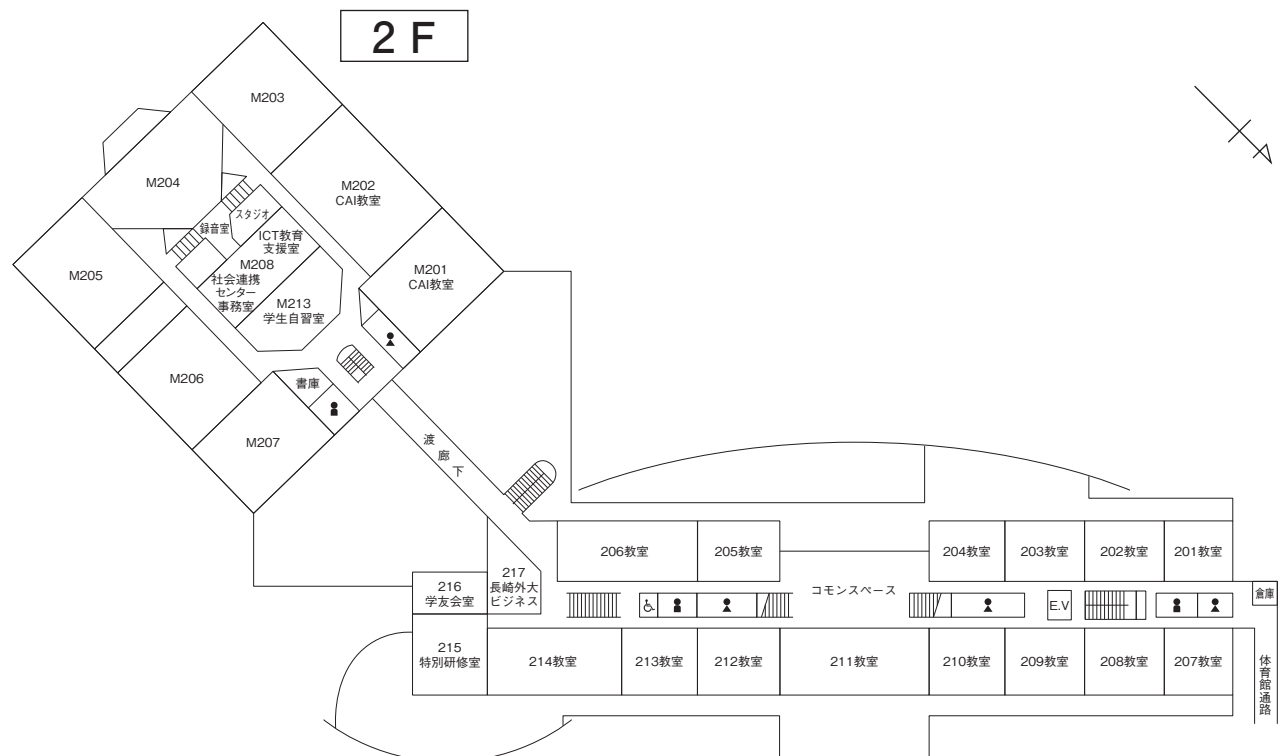 2 F
M203
M204
M202
CAI教室
スタジオ
録音室
ICT教育
支援室
M205
M208
社会連携
センター
事務室
M201
CAI教室
M213
学生自習室
M206
書庫
M207
渡廊下
206教室
205教室
204教室
203教室
202教室
201教室
216
学友会室
217
長崎外大
ビジネス
コモンスペース
E.V
倉庫
215
特別研修室
214教室
213教室
212教室
211教室
210教室
209教室
208教室
207教室
体育館通路